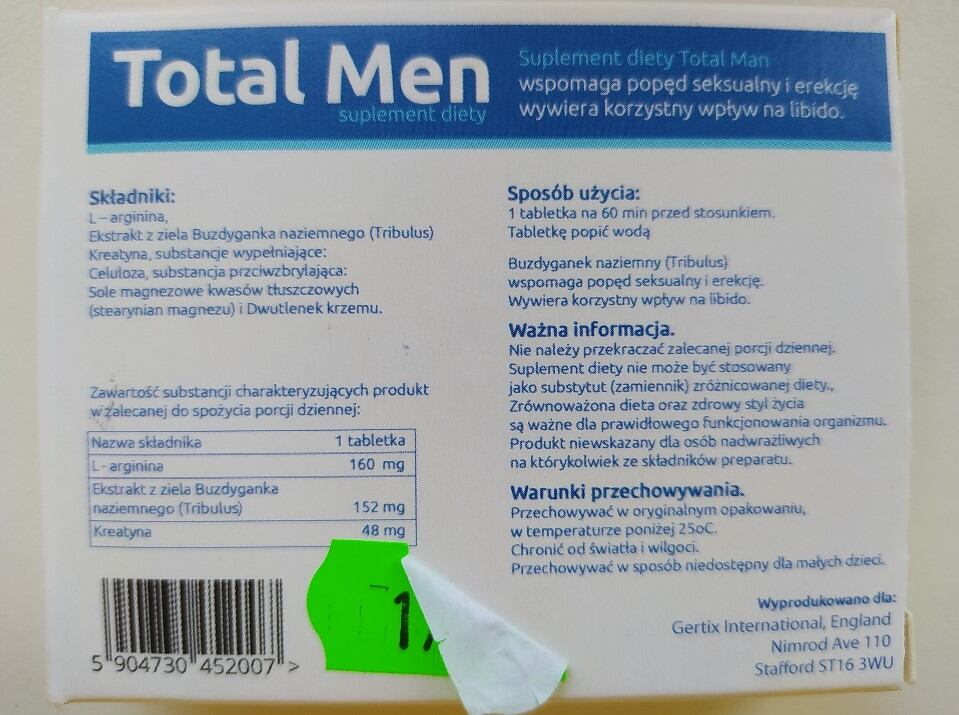 Total Men
suplement diety
Suplement diety Total Man
wspomaga popęd seksualny i erekcję
wywiera korzystny wpływ na libido.
Składniki:
L – arginina,
Ekstrakt z ziela Buzdyganka naziemnego (Tribulus)
Kreatyna, substancje wypełniające:
Celuloza, substancja przciwzbrylająca:
Sole magnezowe kwasów tłuszczowych
(stearynian magnezu) i Dwutlenek krzemu.
Zawartość substancji charakteryzujących produkt
w zalecanej do spożycia porcji dziennej:
Nazwa składnika 1 tabletka
L - arginina 160 mg
Ekstrakt z ziela Buzdyganka
naziemnego (Tribulus) 152 mg
Kreatyna 48 mg
5 904730 452007 >
Sposób użycia:
1 tabletka na 60 min przed stosunkiem.
Tabletkę popić wodą
Buzdyganek naziemny (Tribulus)
wspomaga popęd seksualny i erekcję.
Wywiera korzystny wpływ na libido.
Ważna informacja.
Nie należy przekraczać zalecanej porcji dziennej.
Suplement diety nie może być stosowany
jako substytut (zamiennik) zróżnicowanej diety.,
Zrównoważona dieta oraz zdrowy styl życia
są ważne dla prawidłowego funkcjonowania organizmu.
Produkt niewskazany dla osób nadwrażliwych
na którykolwiek ze składników preparatu.
Warunki przechowywania.
Przechowywać w oryginalnym opakowaniu,
w temperaturze poniżej 25oC.
Chronić od światła i wilgoci.
Przechowywać w sposób niedostępny dla małych dzieci.
Wyprodukowano dla:
Gertix International, England
Nimrod Ave 110
Stafford ST16 3WU